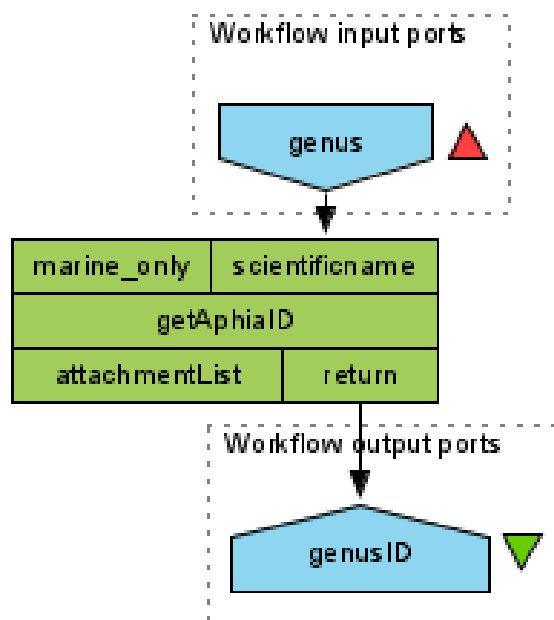 Workflow input ports
genus
marine_only scientificname
getAphiaID
attachmentList return
Workflow output ports
genusID